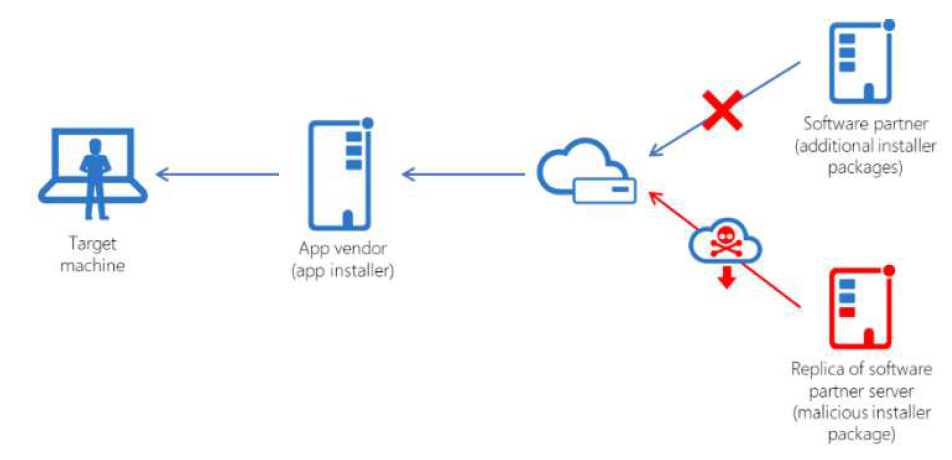 Target
machine
App vendor
(app installer)
Software partner
(additional installer
packages)
Replica of software
partner server
(malicious installer
package)